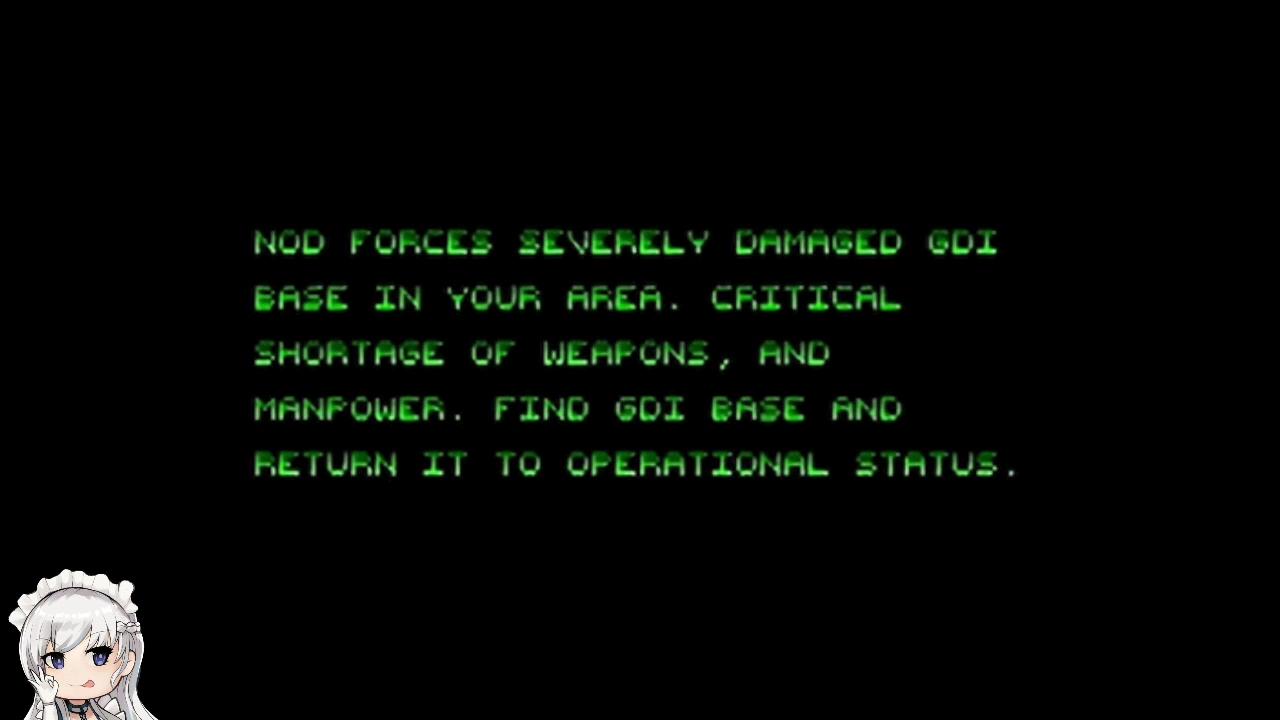 NOD FORCES SEVERELY DAMAGED GDI
BASE IN YOUR AREA. CRITICAL
SHORTAGE OF WEAPONS, AND
MANPOWER. FIND GDI BASE AND
RETURN IT TO OPERATIONAL STATUS.